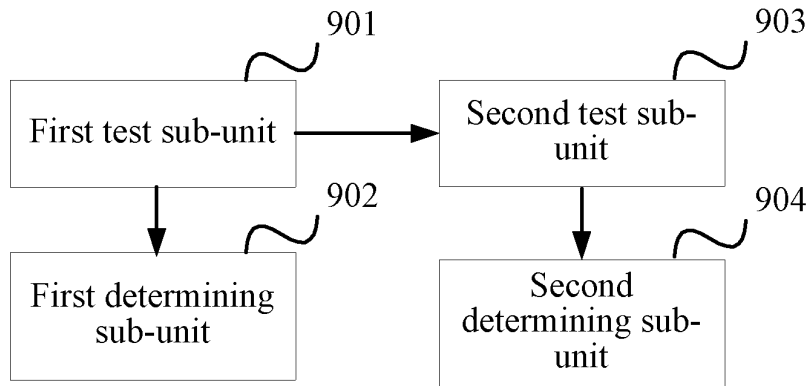 901
903
First test sub-unit
Second test sub-
unit
902
904
First determining
sub-unit
Second
determining sub-
unit